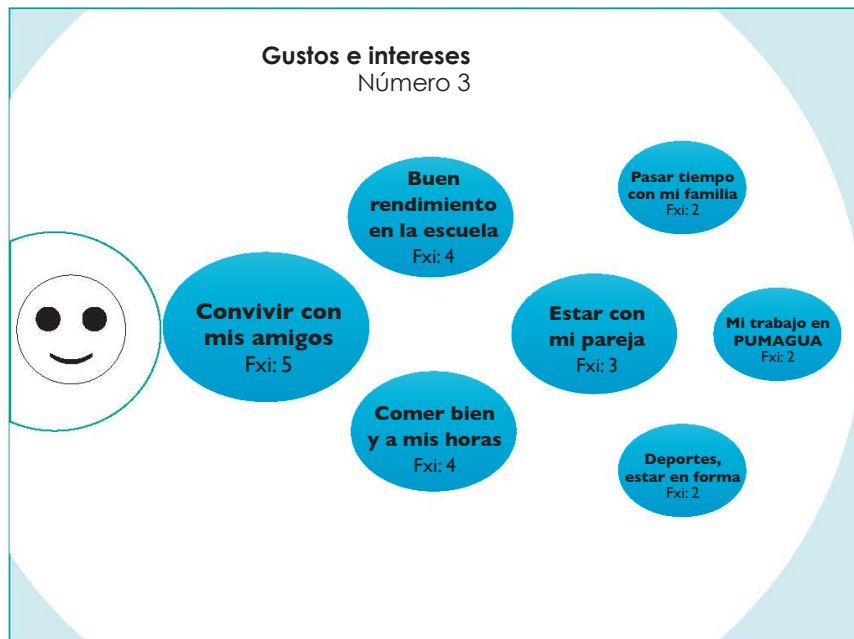 Gustos e intereses
Número 3
Convivir con
mis amigos
Fxi: 5
Buen
rendimiento
en la escuela
Fxi: 4
Comer bien
y a mis horas
Fxi: 4
Estar con
mi pareja
Fxi: 3
Pasar tiempo
con mi familia
Fxi: 2
Mi trabajo en
PUMAGUA
Fxi: 2
Deportes,
estar en forma
Fxi: 2